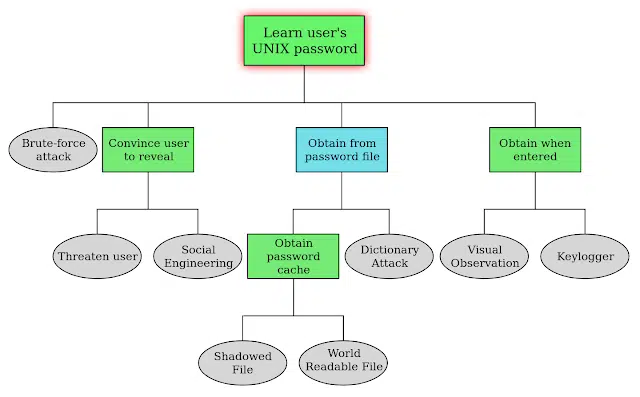 Learn user's
UNIX password
Brute-force
attack
Convince user
to reveal
Obtain from
password file
Obtain when
entered
Threaten user
Social
Engineering
Obtain
password
cache
Dictionary
Attack
Visual
Observation
Keylogger
Shadowed
File
World
Readable File